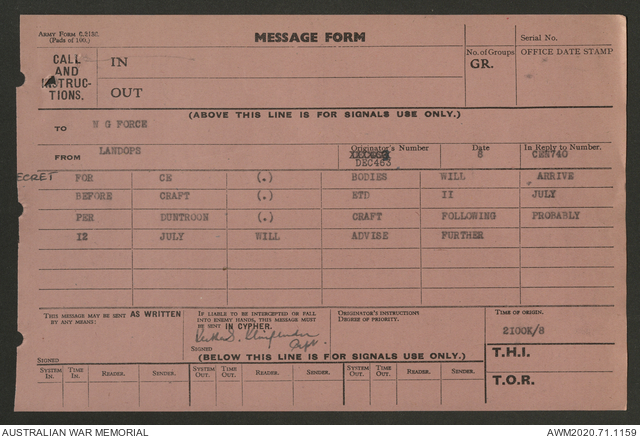 ARMY FORM C.2136
(Pads of 100.)
MESSAGE FORM
Serial No.
CALL AND INSTRUCTIONS.
IN
OUT
No. of Groups
GR.
OFFICE DATE STAMP
(ABOVE THIS LINE IS FOR SIGNALS USE ONLY.)
TO N G FORCE
FROM LANDOPS
Originator's Number
DEC463
Date
8
In Reply to Number.
CEN740
ECRET FOR CE (.) BODIES WILL ARRIVE
BEFORE CRAFT (.) ETD II JULY
PER DUNTROON (.) CRAFT FOLLOWING PROBABLY
I2 JULY WILL ADVISE FURTHER
THIS MESSAGE MAY BE SENT AS WRITTEN
BY ANY MEANS:
SIGNED
IF LIABLE TO BE INTERCEPTED OR FALL
INTO ENEMY HANDS, THIS MESSAGE MUST
BE SENT IN CYPHER.
Capt.
SIGNED
ORIGINATOR'S INSTRUCTIONS
DEGREE OF PRIORITY.
TIME OF ORIGIN.
2100K/8
(BELOW THIS LINE IS FOR SIGNALS USE ONLY.)
T.H.I.
T.O.R.
SYSTEM IN. TIME IN. READER. SENDER. SYSTEM OUT. TIME OUT. READER. SENDER. SYSTEM OUT. TIME OUT. READER. SENDER.
AUSTRALIAN WAR MEMORIAL
AWM2020.71.1159